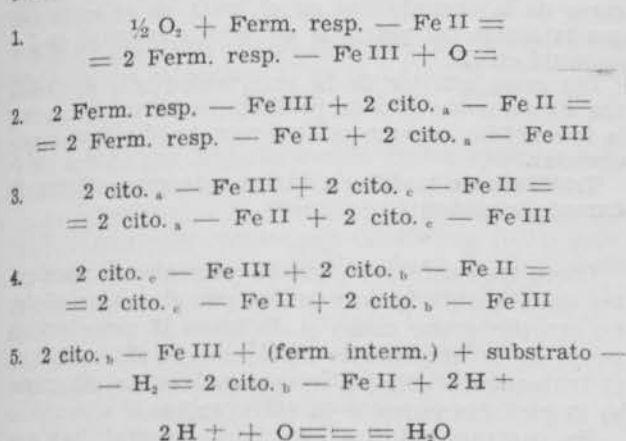 1. ½ O₂ + Ferm. resp. — Fe II =
= 2 Ferm. resp. — Fe III + O =
2. 2 Ferm. resp. — Fe III + 2 cito. ₐ — Fe II =
= 2 Ferm. resp. — Fe II + 2 cito. ₐ — Fe III
3. 2 cito. ₐ — Fe III + 2 cito. c — Fe II =
= 2 cito. ₐ — Fe II + 2 cito. c — Fe III
4. 2 cito. c — Fe III + 2 cito. b — Fe II =
= 2 cito. c — Fe II + 2 cito. b — Fe III
5. 2 cito. b — Fe III + (ferm. interm.) + substrato —
— H₂ = 2 cito. b — Fe II + 2 H +
2 H + + O = = = H₂O